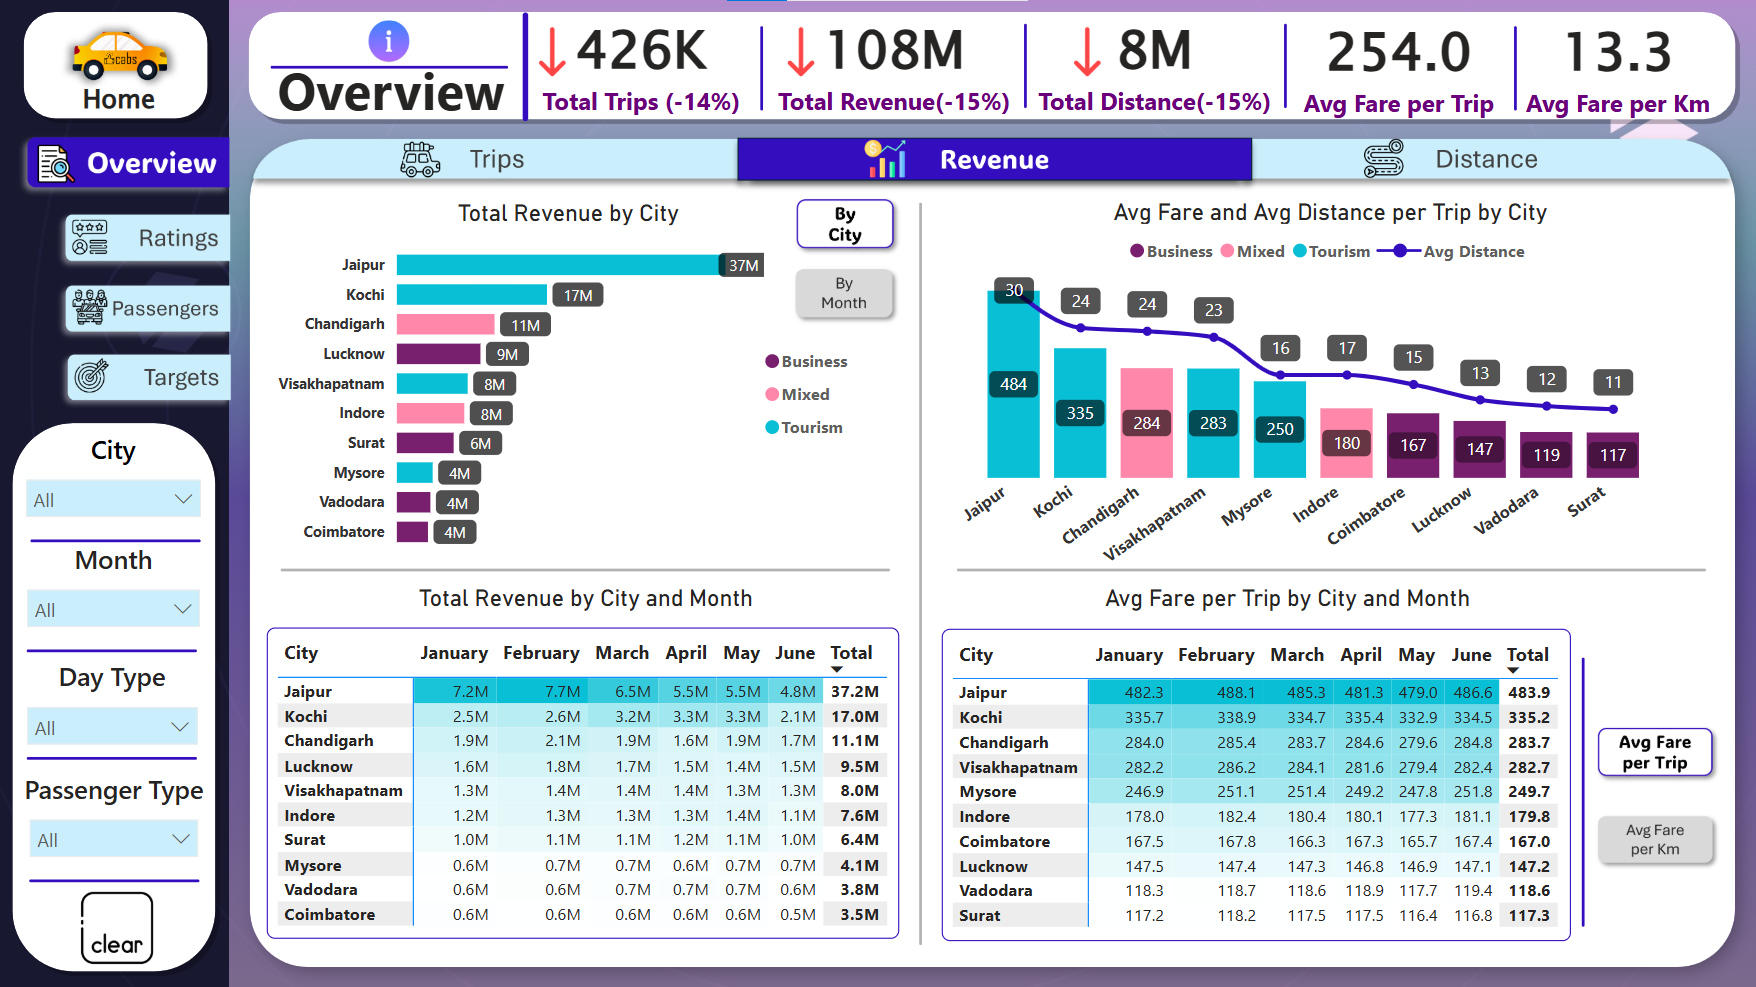 cabs
Home
Overview
Ratings
Passengers
Targets
City
All
Month
All
Day Type
All
Passenger Type
All
clear
i
Overview
426K
Total Trips (-14%)
108M
Total Revenue(-15%)
8M
Total Distance(-15%)
254.0
Avg Fare per Trip
13.3
Avg Fare per Km
Trips
Revenue
Distance
Total Revenue by City
By
City
By
Month
Jaipur 37M
Kochi 17M
Chandigarh 11M
Lucknow 9M
Visakhapatnam 8M
Indore 8M
Surat 6M
Mysore 4M
Vadodara 4M
Coimbatore 4M
Business
Mixed
Tourism
Avg Fare and Avg Distance per Trip by City
Business Mixed Tourism Avg Distance
30 24 24 23 16 17 15 13 12 11
484 335 284 283 250 180 167 147 119 117
Jaipur Kochi Chandigarh Visakhapatnam Mysore Indore Coimbatore Lucknow Vadodara Surat
Total Revenue by City and Month
City January February March April May June Total
Jaipur 7.2M 7.7M 6.5M 5.5M 5.5M 4.8M 37.2M
Kochi 2.5M 2.6M 3.2M 3.3M 3.3M 2.1M 17.0M
Chandigarh 1.9M 2.1M 1.9M 1.6M 1.9M 1.7M 11.1M
Lucknow 1.6M 1.8M 1.7M 1.5M 1.4M 1.5M 9.5M
Visakhapatnam 1.3M 1.4M 1.4M 1.4M 1.3M 1.3M 8.0M
Indore 1.2M 1.3M 1.3M 1.3M 1.4M 1.1M 7.6M
Surat 1.0M 1.1M 1.1M 1.2M 1.1M 1.0M 6.4M
Mysore 0.6M 0.7M 0.7M 0.6M 0.7M 0.7M 4.1M
Vadodara 0.6M 0.6M 0.7M 0.7M 0.7M 0.6M 3.8M
Coimbatore 0.6M 0.6M 0.6M 0.6M 0.6M 0.5M 3.5M
Avg Fare per Trip by City and Month
City January February March April May June Total
Jaipur 482.3 488.1 485.3 481.3 479.0 486.6 483.9
Kochi 335.7 338.9 334.7 335.4 332.9 334.5 335.2
Chandigarh 284.0 285.4 283.7 284.6 279.6 284.8 283.7
Visakhapatnam 282.2 286.2 284.1 281.6 279.4 282.4 282.7
Mysore 246.9 251.1 251.4 249.2 247.8 251.8 249.7
Indore 178.0 182.4 180.4 180.1 177.3 181.1 179.8
Coimbatore 167.5 167.8 166.3 167.3 165.7 167.4 167.0
Lucknow 147.5 147.4 147.3 146.8 146.9 147.1 147.2
Vadodara 118.3 118.7 118.6 118.9 117.7 119.4 118.6
Surat 117.2 118.2 117.5 117.5 116.4 116.8 117.3
Avg Fare
per Trip
Avg Fare
per Km